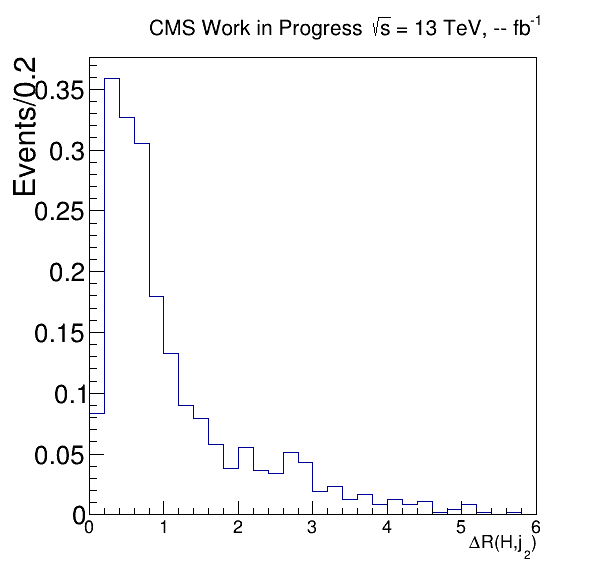 CMS Work in Progress √s = 13 TeV, -- fb⁻¹
Events/0.2
0.35
0.3
0.25
0.2
0.15
0.1
0.05
0
0 1 2 3 4 5 6
ΔR(H,j₂)